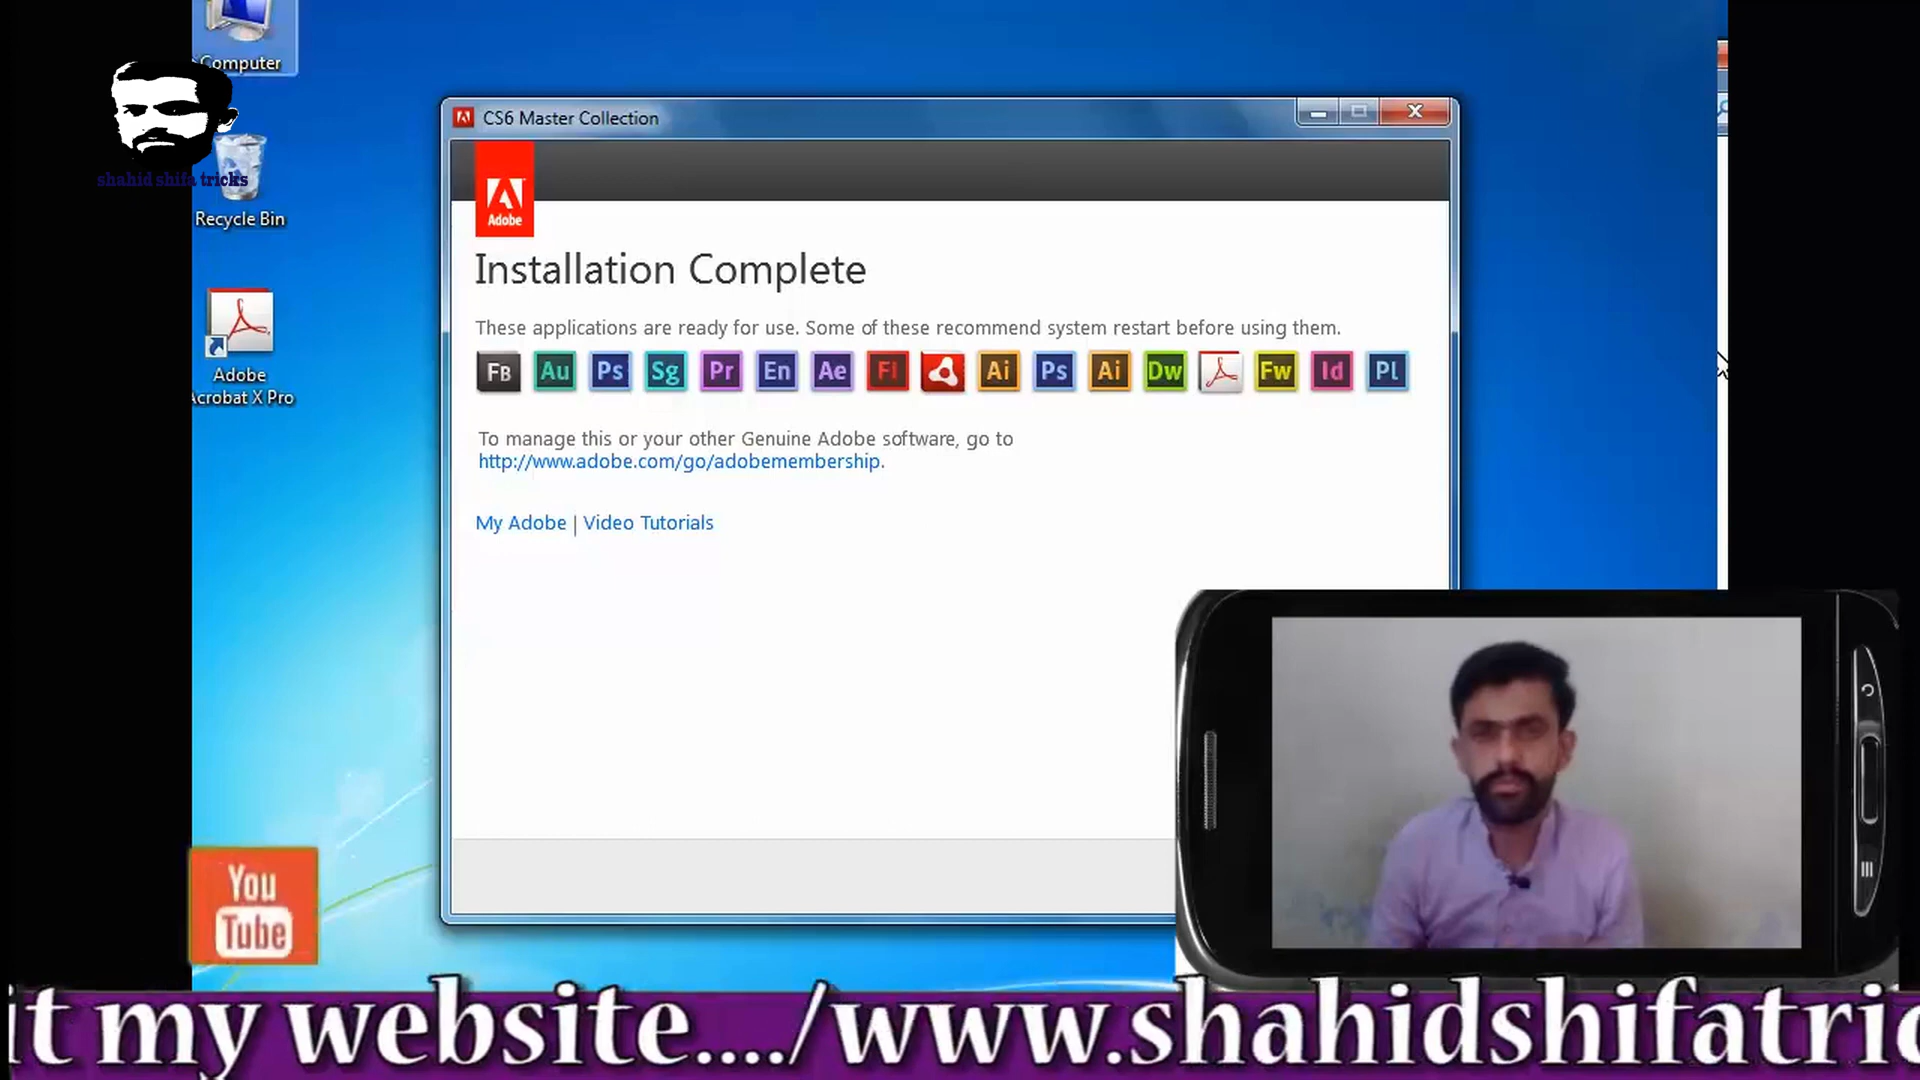 Computer
shahid shifa tricks
Recycle Bin
Adobe
Acrobat X Pro
CS6 Master Collection
Adobe
Installation Complete
These applications are ready for use. Some of these recommend system restart before using them.
FB Au Ps Sg Pr En Ae Fl Ai Ps Ai Dw Fw Id Pl
To manage this or your other Genuine Adobe software, go to
http://www.adobe.com/go/adobemembership.
My Adobe | Video Tutorials
You
Tube
it my website..../www.shahidshifatric